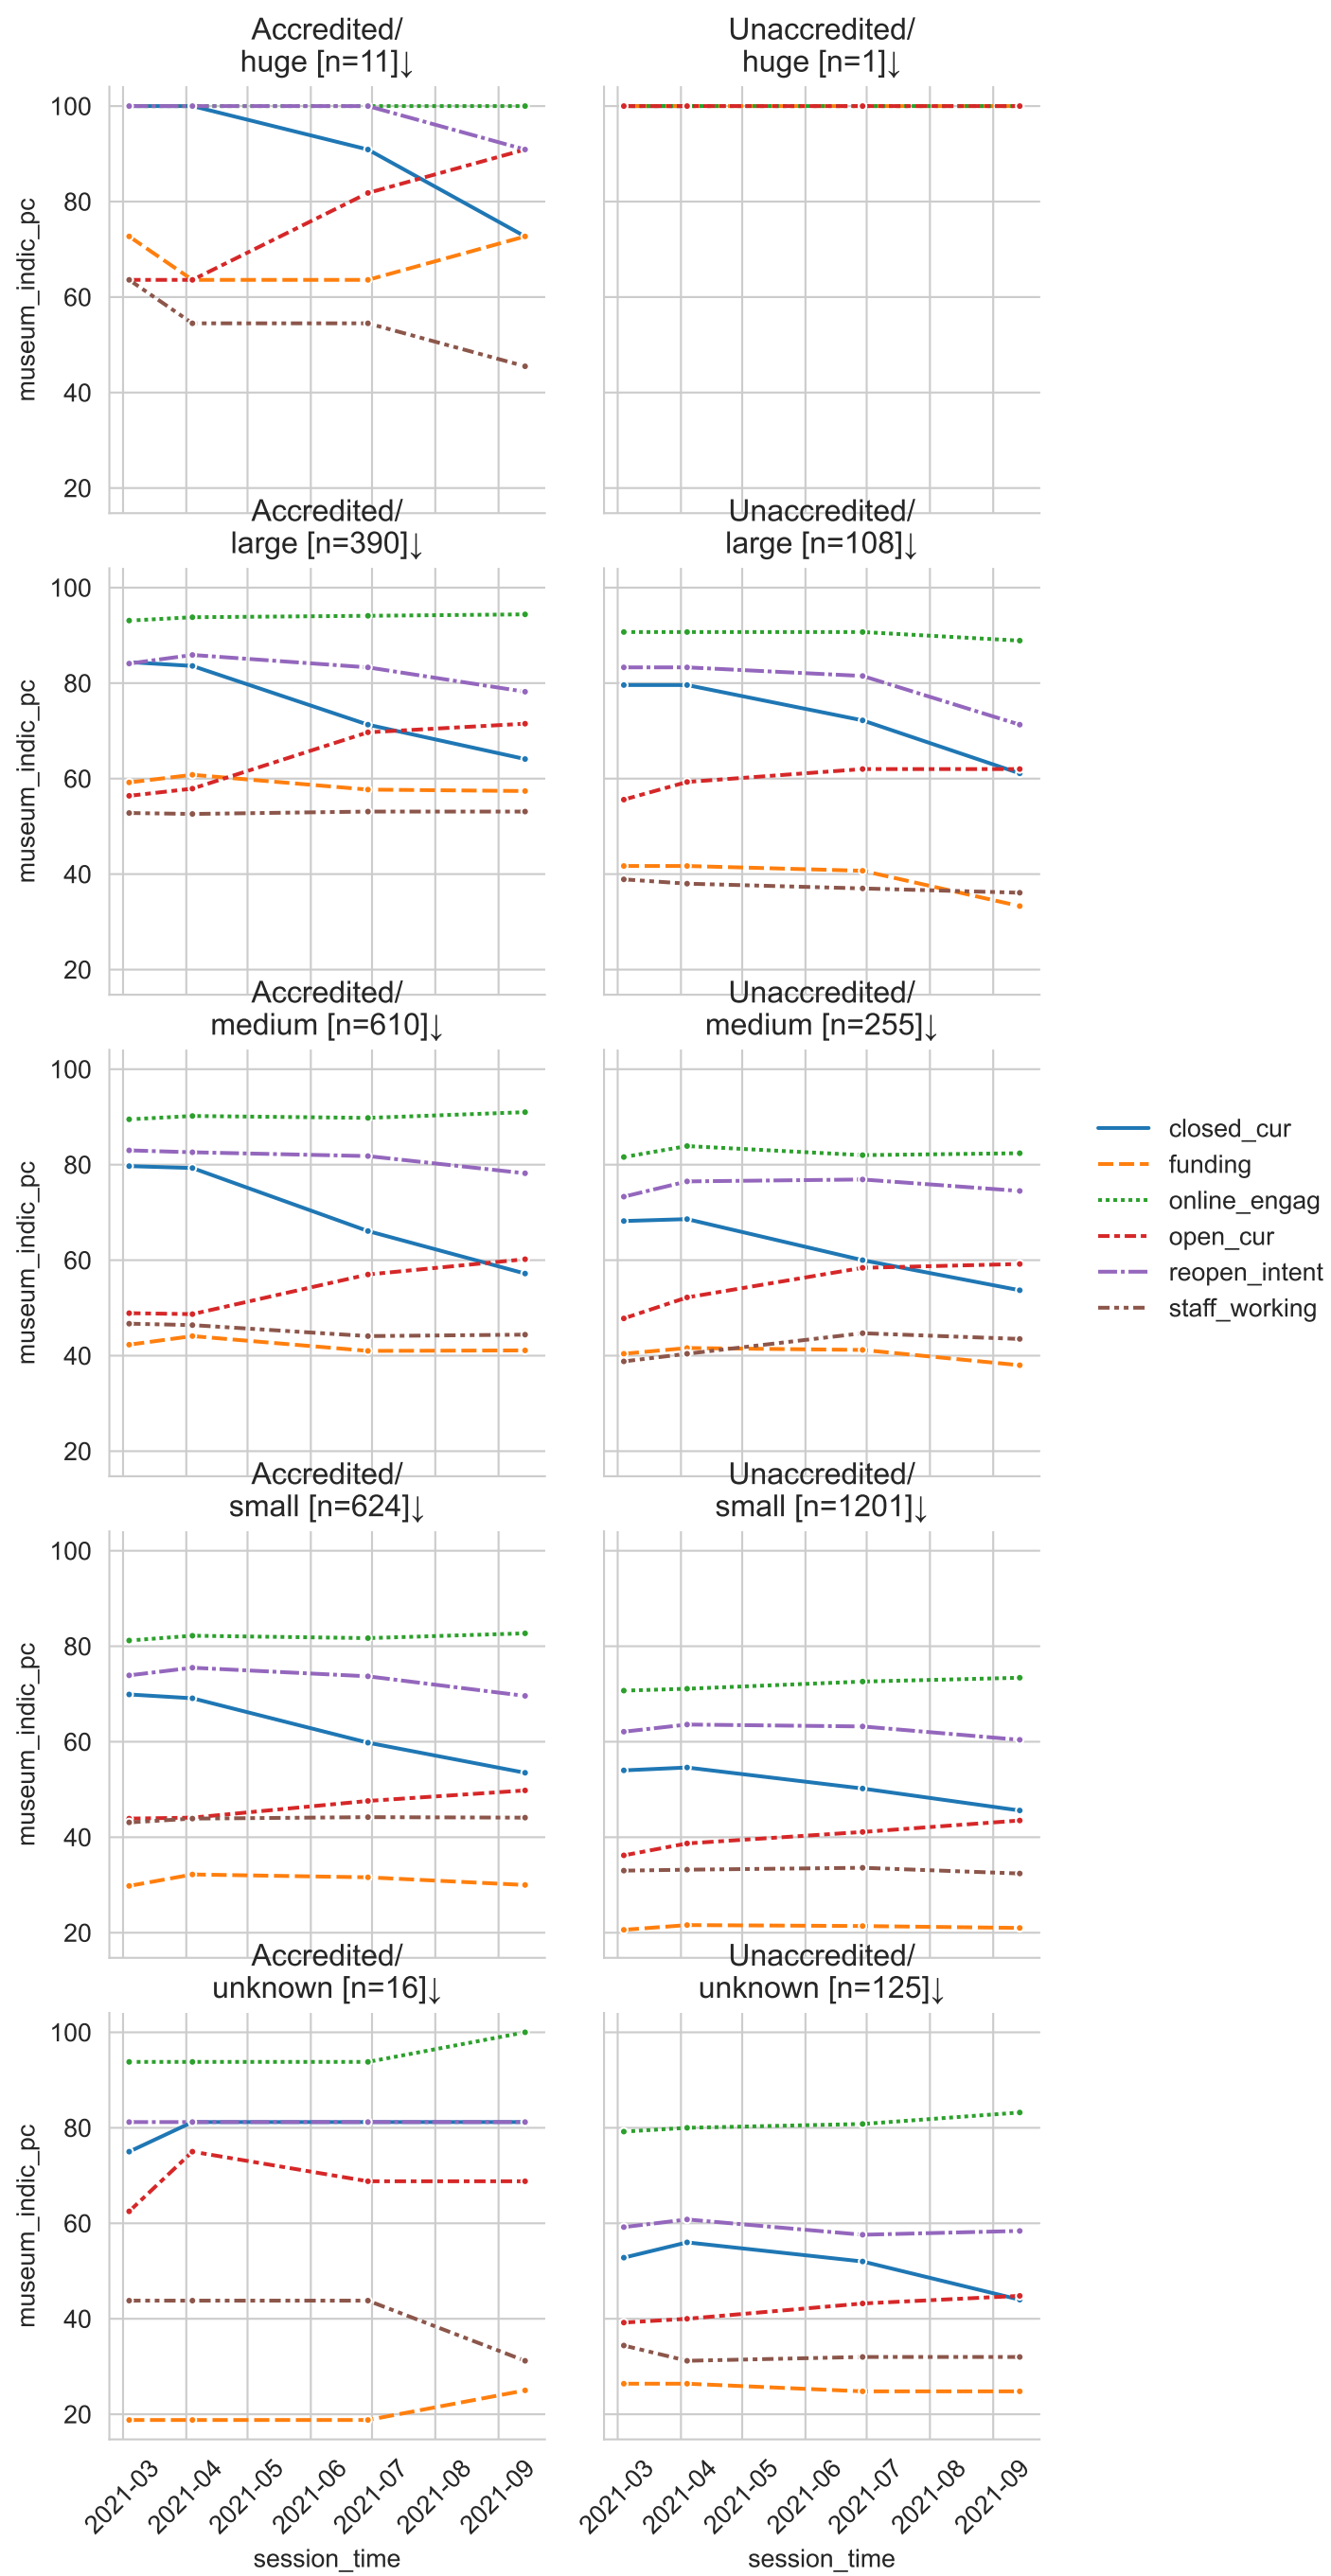 Accredited/
huge [n=11]↓
Unaccredited/
huge [n=1]↓
100
80
60
40
20
museum_indic_pc
Accredited/
large [n=390]↓
Unaccredited/
large [n=108]↓
100
80
60
40
20
museum_indic_pc
Accredited/
medium [n=610]↓
Unaccredited/
medium [n=255]↓
100
80
60
40
20
museum_indic_pc
closed_cur
funding
online_engag
open_cur
reopen_intent
staff_working
Accredited/
small [n=624]↓
Unaccredited/
small [n=1201]↓
100
80
60
40
20
museum_indic_pc
Accredited/
unknown [n=16]↓
Unaccredited/
unknown [n=125]↓
100
80
60
40
20
museum_indic_pc
2021-03
2021-04
2021-05
2021-06
2021-07
2021-08
2021-09
session_time
2021-03
2021-04
2021-05
2021-06
2021-07
2021-08
2021-09
session_time